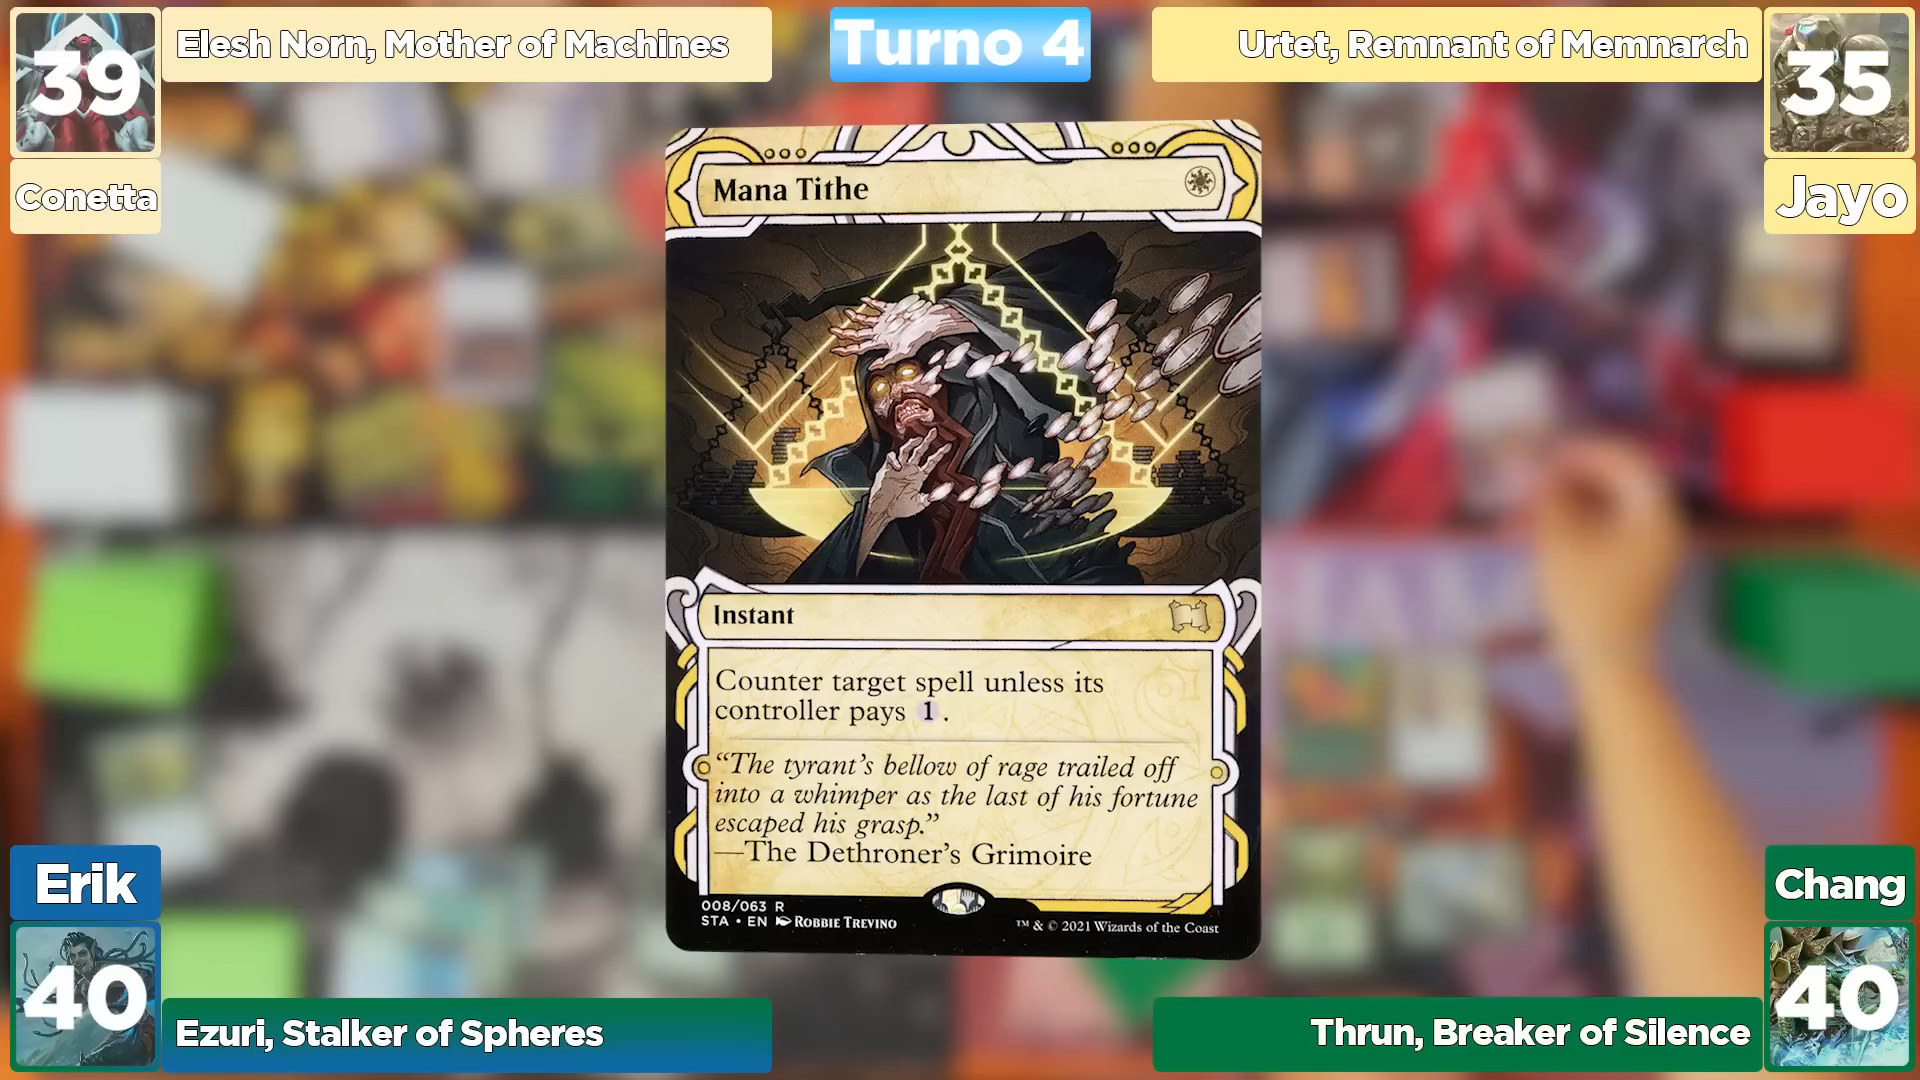 39
Elesh Norn, Mother of Machines
Turno 4
Urtet, Remnant of Memnarch
35
Conetta
Jayo
Mana Tithe
Instant
Counter target spell unless its
controller pays 1.
“The tyrant’s bellow of rage trailed off
into a whimper as the last of his fortune
escaped his grasp.”
—The Dethroner’s Grimoire
008/063 R
STA • EN ROBBIE TREVINO
™ & © 2021 Wizards of the Coast
Erik
Chang
40
Ezuri, Stalker of Spheres
Thrun, Breaker of Silence
40